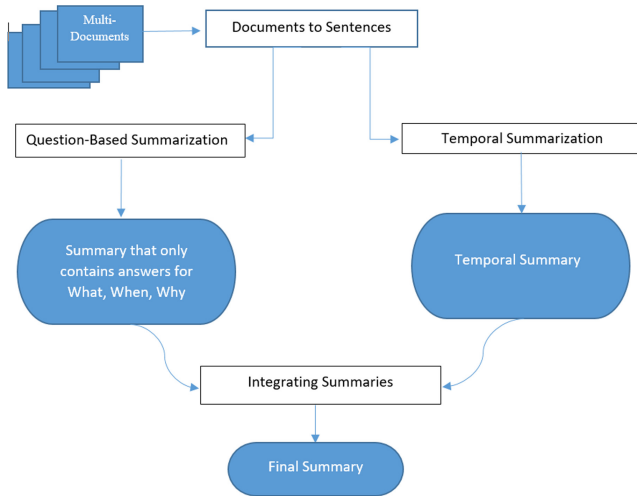 Multi-
Documents
Documents to Sentences
Question-Based Summarization
Temporal Summarization
Summary that only
contains answers for
What, When, Why
Temporal Summary
Integrating Summaries
Final Summary